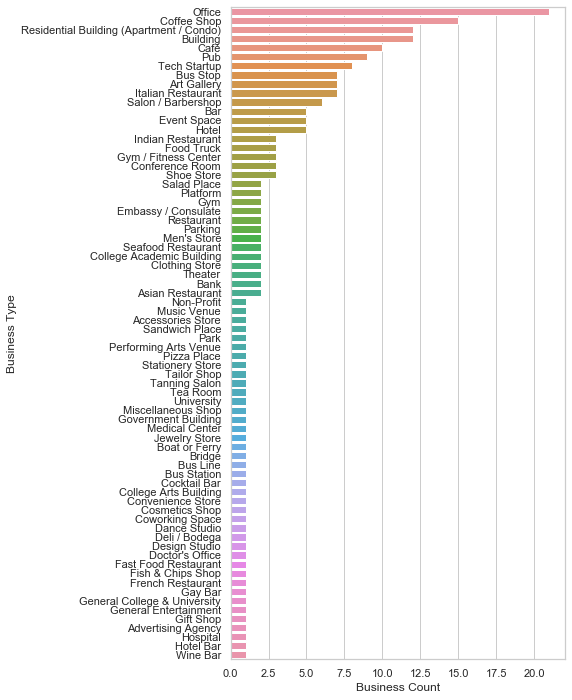 Office
Coffee Shop
Residential Building (Apartment / Condo)
Building
Café
Pub
Tech Startup
Bus Stop
Art Gallery
Italian Restaurant
Salon / Barbershop
Bar
Event Space
Hotel
Indian Restaurant
Food Truck
Gym / Fitness Center
Conference Room
Shoe Store
Salad Place
Platform
Gym
Embassy / Consulate
Restaurant
Parking
Men's Store
Seafood Restaurant
College Academic Building
Clothing Store
Theater
Bank
Asian Restaurant
Non-Profit
Music Venue
Accessories Store
Sandwich Place
Park
Performing Arts Venue
Pizza Place
Stationery Store
Tailor Shop
Tanning Salon
Tea Room
University
Miscellaneous Shop
Government Building
Medical Center
Jewelry Store
Boat or Ferry
Bridge
Bus Line
Bus Station
Cocktail Bar
College Arts Building
Convenience Store
Cosmetics Shop
Coworking Space
Dance Studio
Deli / Bodega
Design Studio
Doctor's Office
Fast Food Restaurant
Fish & Chips Shop
French Restaurant
Gay Bar
General College & University
General Entertainment
Gift Shop
Advertising Agency
Hospital
Hotel Bar
Wine Bar
Business Type
0.0 2.5 5.0 7.5 10.0 12.5 15.0 17.5 20.0
Business Count